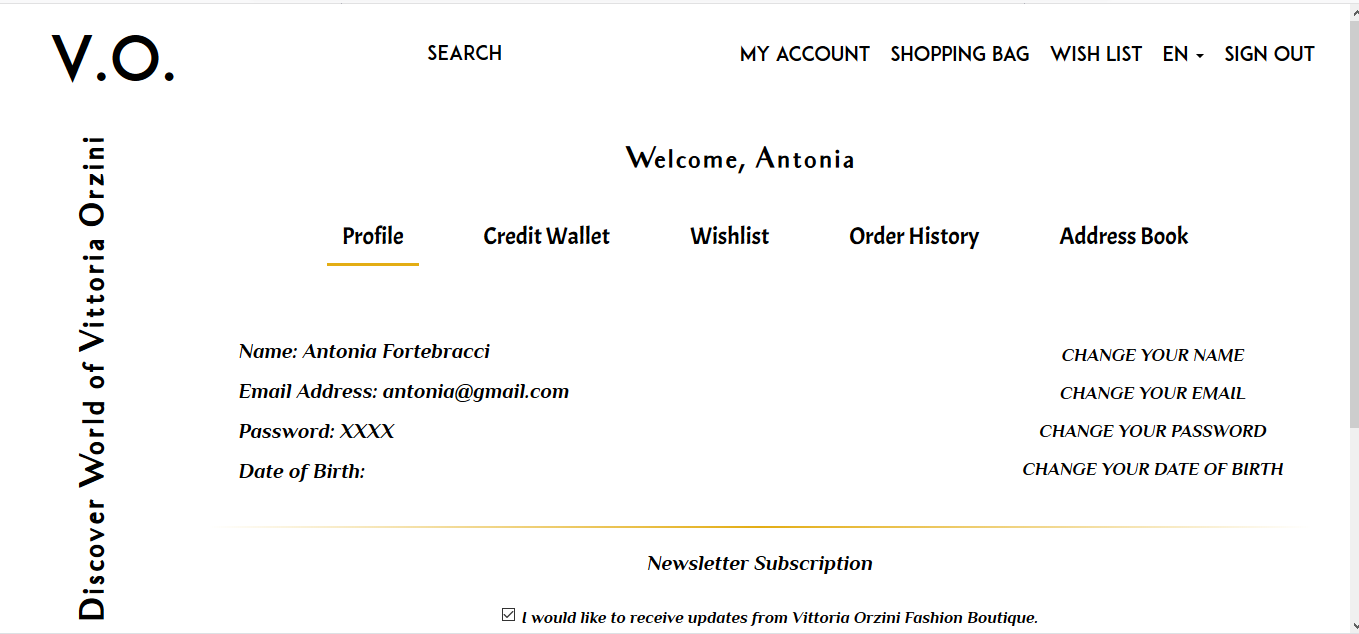 V.O.
SEARCH
MY ACCOUNT
SHOPPING BAG
WISH LIST
EN
SIGN OUT
Discover World of Vittoria Orzini
Welcome, Antonia
Profile
Credit Wallet
Wishlist
Order History
Address Book
Name: Antonia Fortebracci
CHANGE YOUR NAME
Email Address: antonia@gmail.com
CHANGE YOUR EMAIL
Password: XXXX
CHANGE YOUR PASSWORD
Date of Birth:
CHANGE YOUR DATE OF BIRTH
Newsletter Subscription
I would like to receive updates from Vittoria Orzini Fashion Boutique.